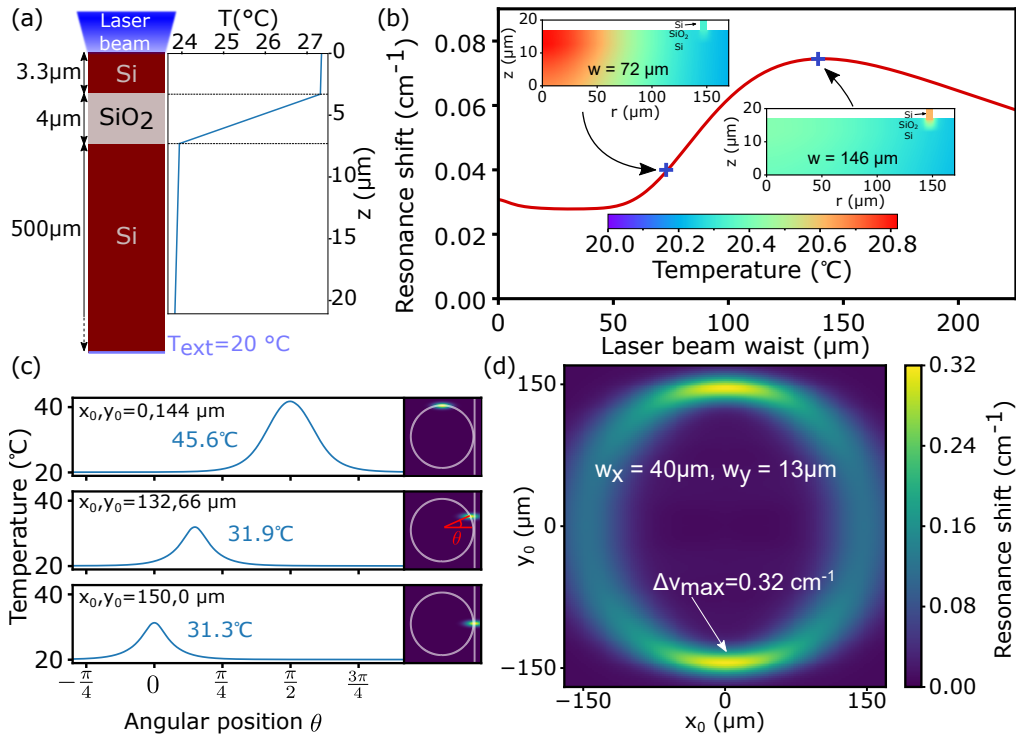 (a)
Laser
beam
T(°C)
24 25 26 27
3.3μm
Si
4μm
SiO2
500μm
Si
0
−5
−10
−15
−20
z (μm)
Text=20 °C
(b)
Resonance shift (cm-1)
0.08
0.06
0.04
0.02
0.00
z (μm)
20
10
0
Si
SiO2
Si
w = 72 μm
0 50 100 150
r (μm)
z (μm)
20
10
0
Si
SiO2
Si
w = 146 μm
0 50 100 150
r (μm)
20.0 20.2 20.4 20.6 20.8
Temperature (℃)
0 50 100 150 200
Laser beam waist (μm)
(c)
Temperature (℃)
40
20
x0,y0=0,144 μm
45.6℃
40
20
x0,y0=132,66 μm
31.9℃
θ
40
20
x0,y0=150,0 μm
31.3℃
−π/4 0 π/4 π/2 3π/4
Angular position θ
(d)
y0 (μm)
150
0
−150
wx = 40μm, wy = 13μm
Δνmax=0.32 cm-1
−150 0 150
x0 (μm)
0.32
0.24
0.16
0.08
0.00
Resonance shift (cm-1)